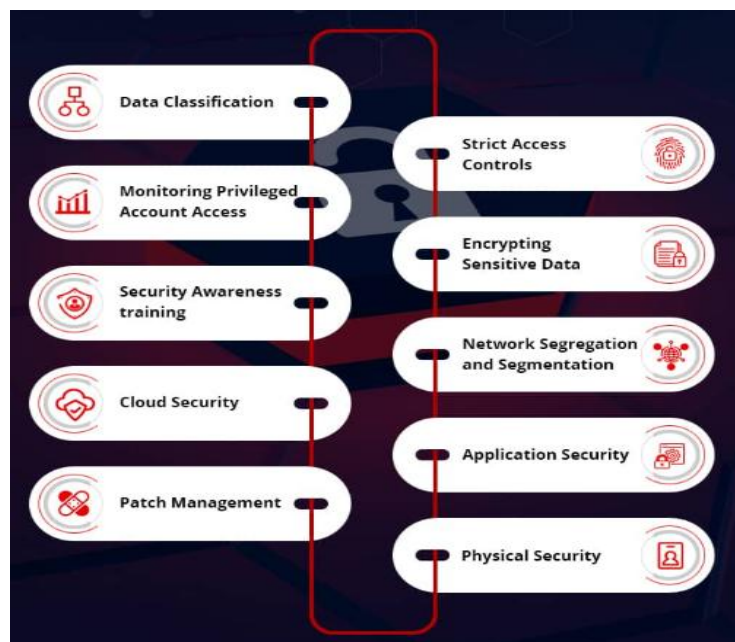 Data Classification
Strict Access
Controls
Monitoring Privileged
Account Access
Encrypting
Sensitive Data
Security Awareness
training
Network Segregation
and Segmentation
Cloud Security
Application Security
Patch Management
Physical Security